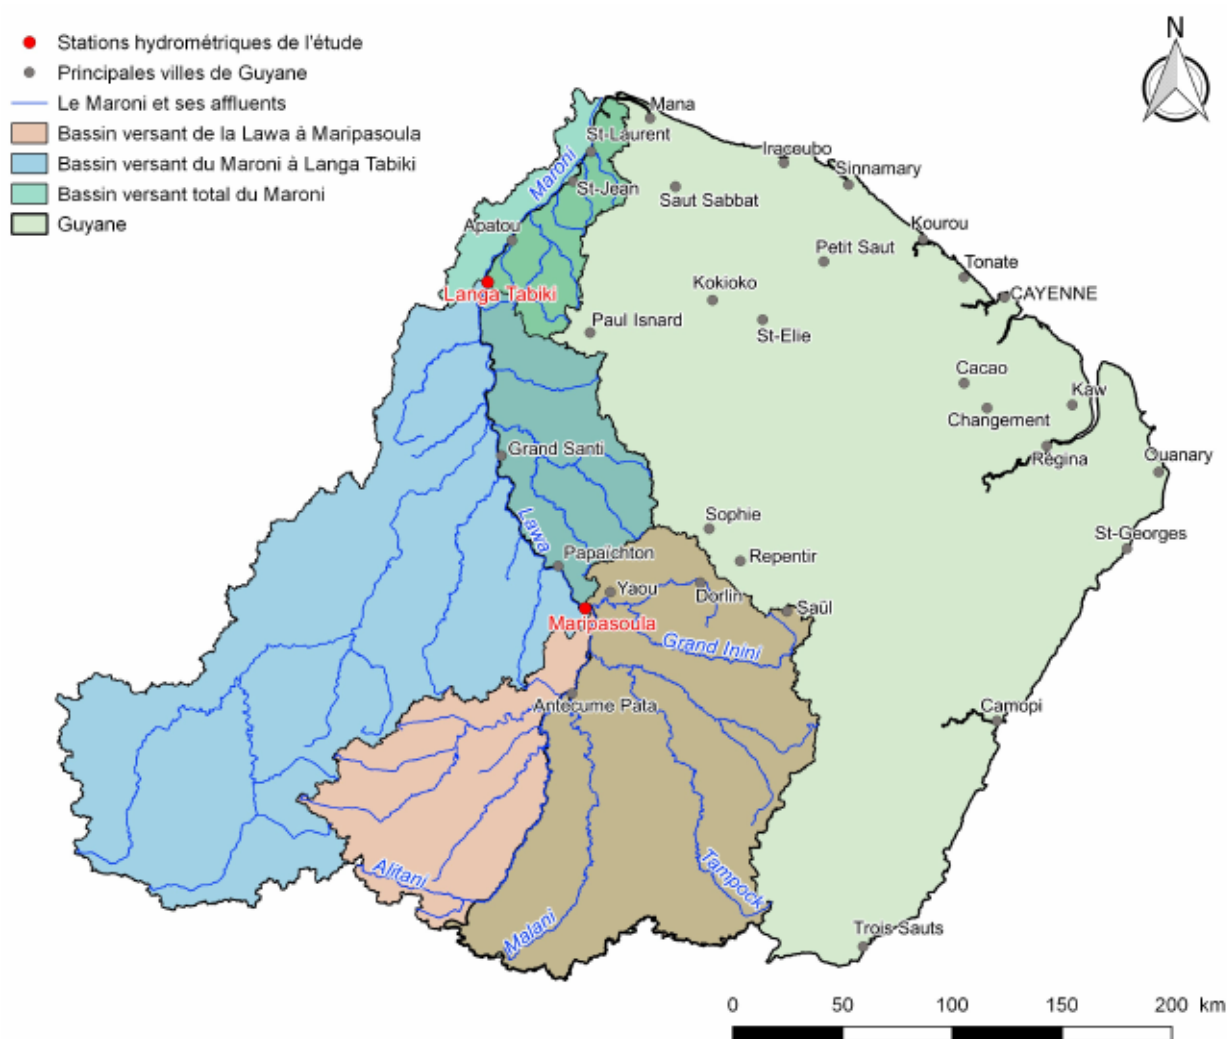 N
Stations hydrométriques de l'étude
Principales villes de Guyane
Le Maroni et ses affluents
Bassin versant de la Lawa à Maripasoula
Bassin versant du Maroni à Langa Tabiki
Bassin versant total du Maroni
Guyane
Mana
St-Laurent
Iracoubo
Sinnamary
Maroni
St-Jean
Saut Sabbat
Apatou
Kourou
Petit Saut
Tonate
Langa Tabiki
Kokioko
CAYENNE
Paul Isnard
St-Elie
Cacao
Kaw
Changement
Grand Santi
Régina
Ouanary
Lawa
Sophie
St-Georges
Papaïchton
Repentir
Yaou
Dorlin
Saül
Maripasoula
Grand Inini
Antécume Pata
Camopi
Alitani
Tampock
Malani
Trois Sauts
0 50 100 150 200 km